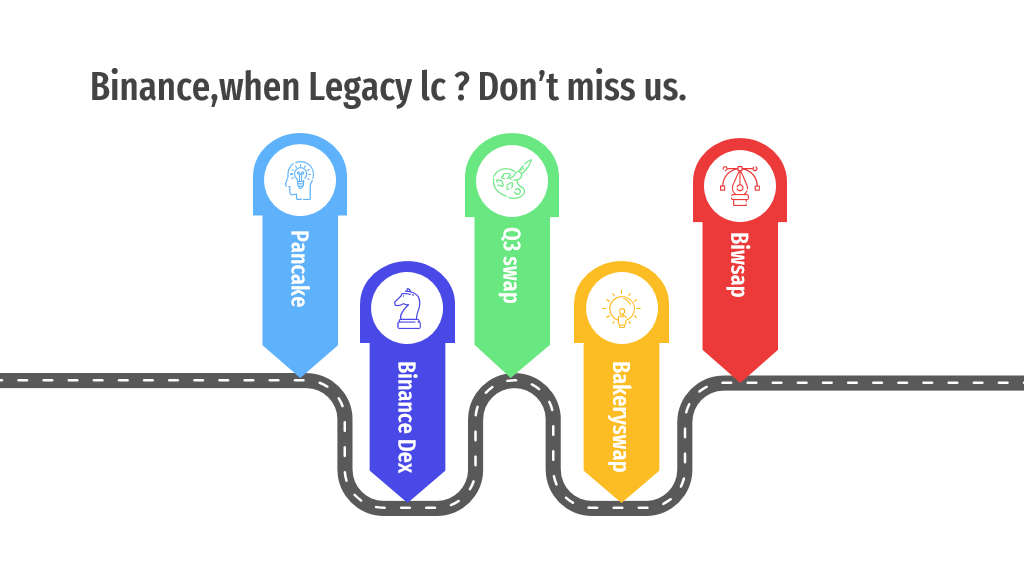 Binance,when Legacy lc ? Don't miss us.
Pancake
Binance Dex
Q3 swap
Bakeryswap
Biwsap